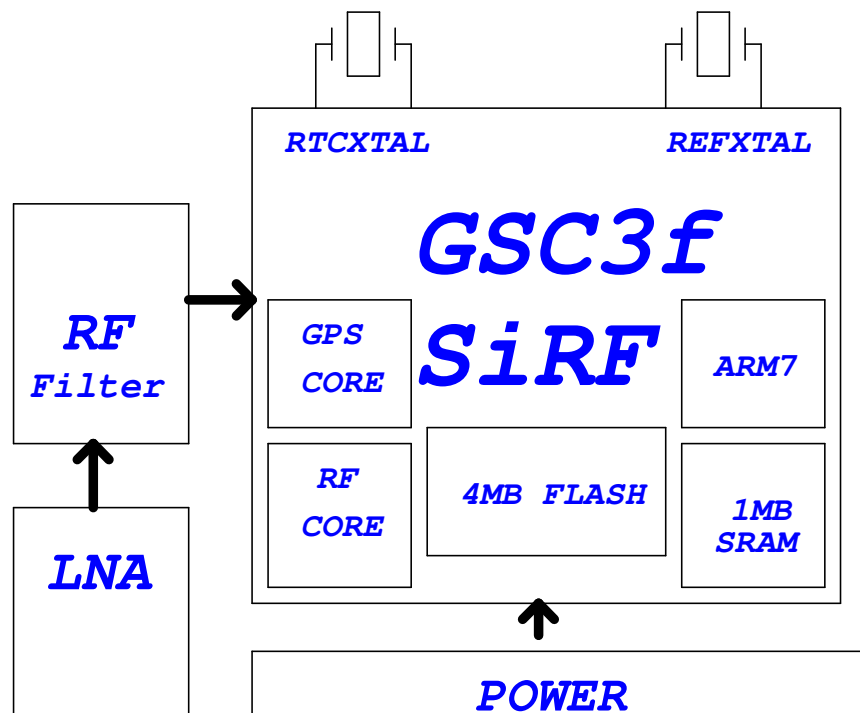 RTCXTAL
REFXTAL
GSC3f
SiRF
RF
Filter
GPS
CORE
ARM7
RF
CORE
4MB FLASH
1MB
SRAM
LNA
POWER